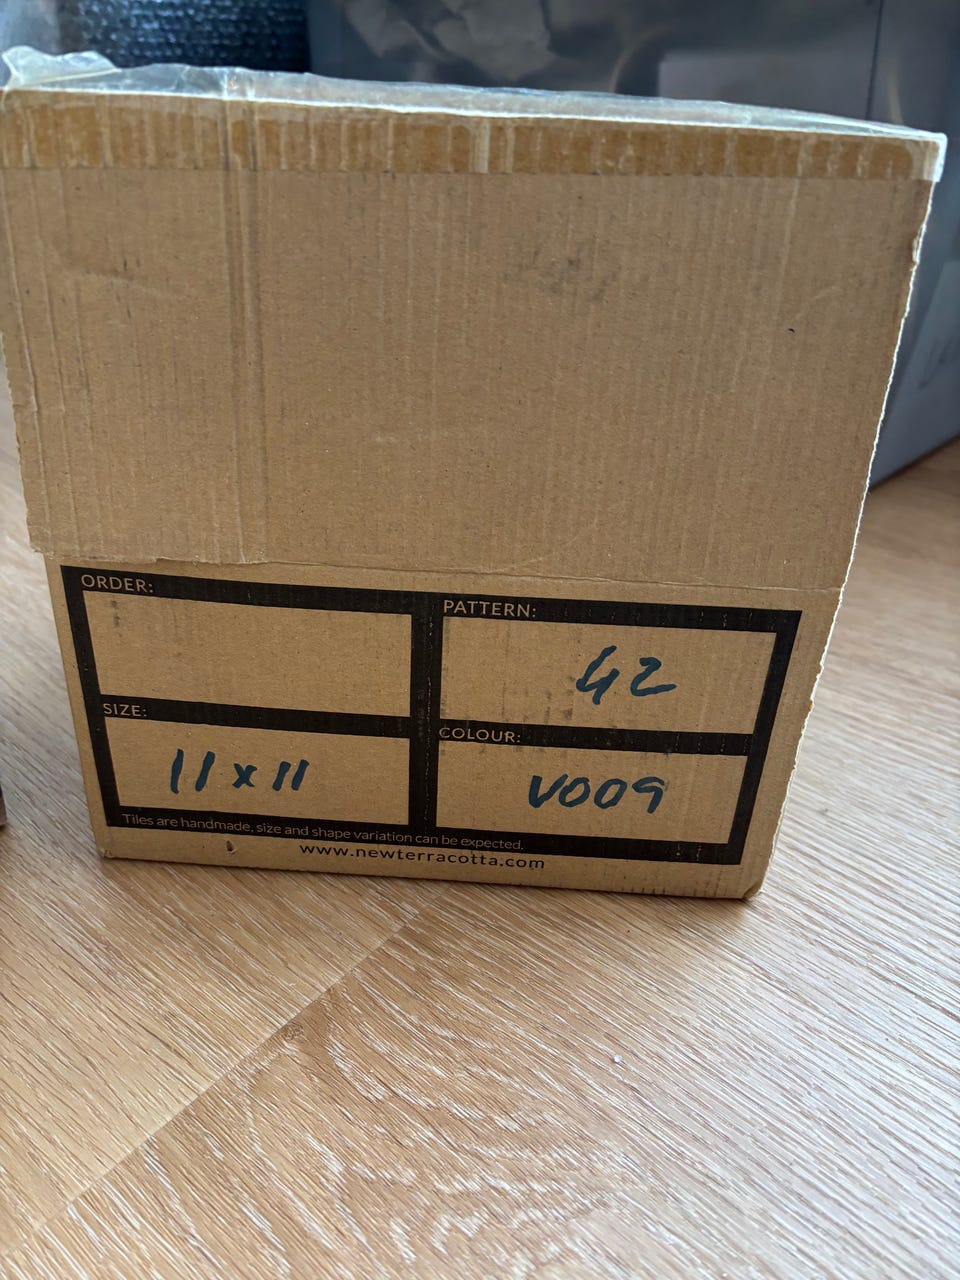 ORDER:
PATTERN:
42
SIZE:
11 x 11
COLOUR:
V009
Tiles are handmade, size and shape variation can be expected.
www.newterracotta.com